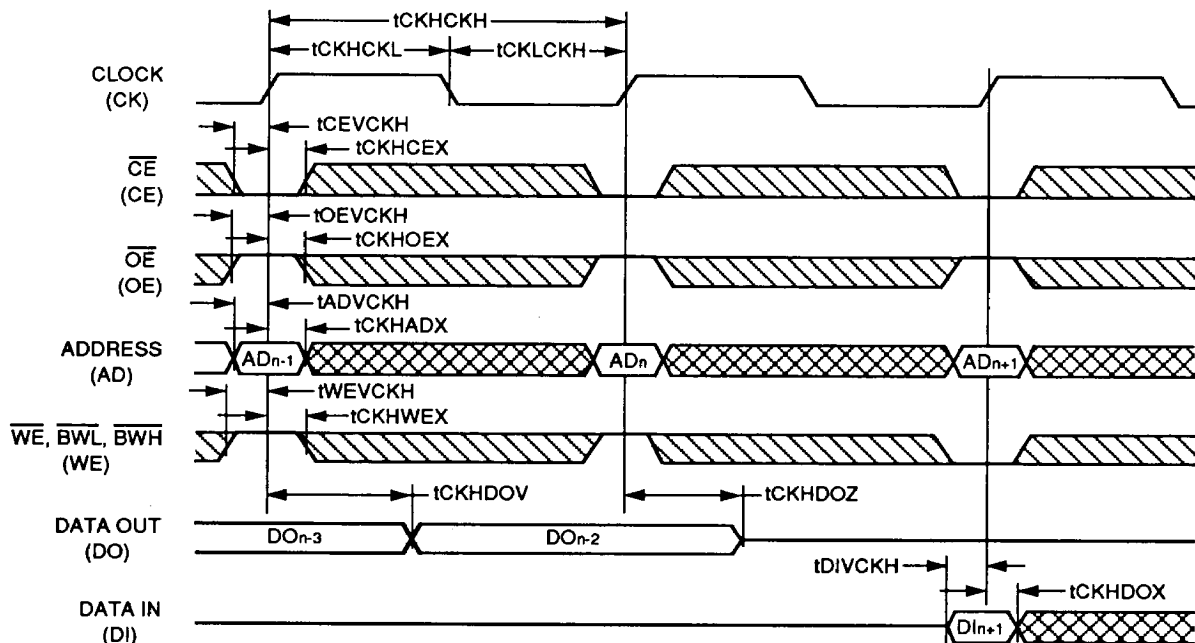 tCKHCKH
tCKHCKL
tCKLCKH
CLOCK
(CK)
tCEVCKH
tCKHCEX
CE
(CE)
tOEVCKH
tCKHOEX
OE
(OE)
tADVCKH
tCKHADX
ADDRESS
(AD)
ADn-1
ADn
ADn+1
tWEVCKH
tCKHWEX
WE, BWL, BWH
(WE)
tCKHDOV
tCKHDOZ
DATA OUT
(DO)
DOn-3
DOn-2
tDIVCKH
tCKHDOX
DATA IN
(DI)
DIn+1